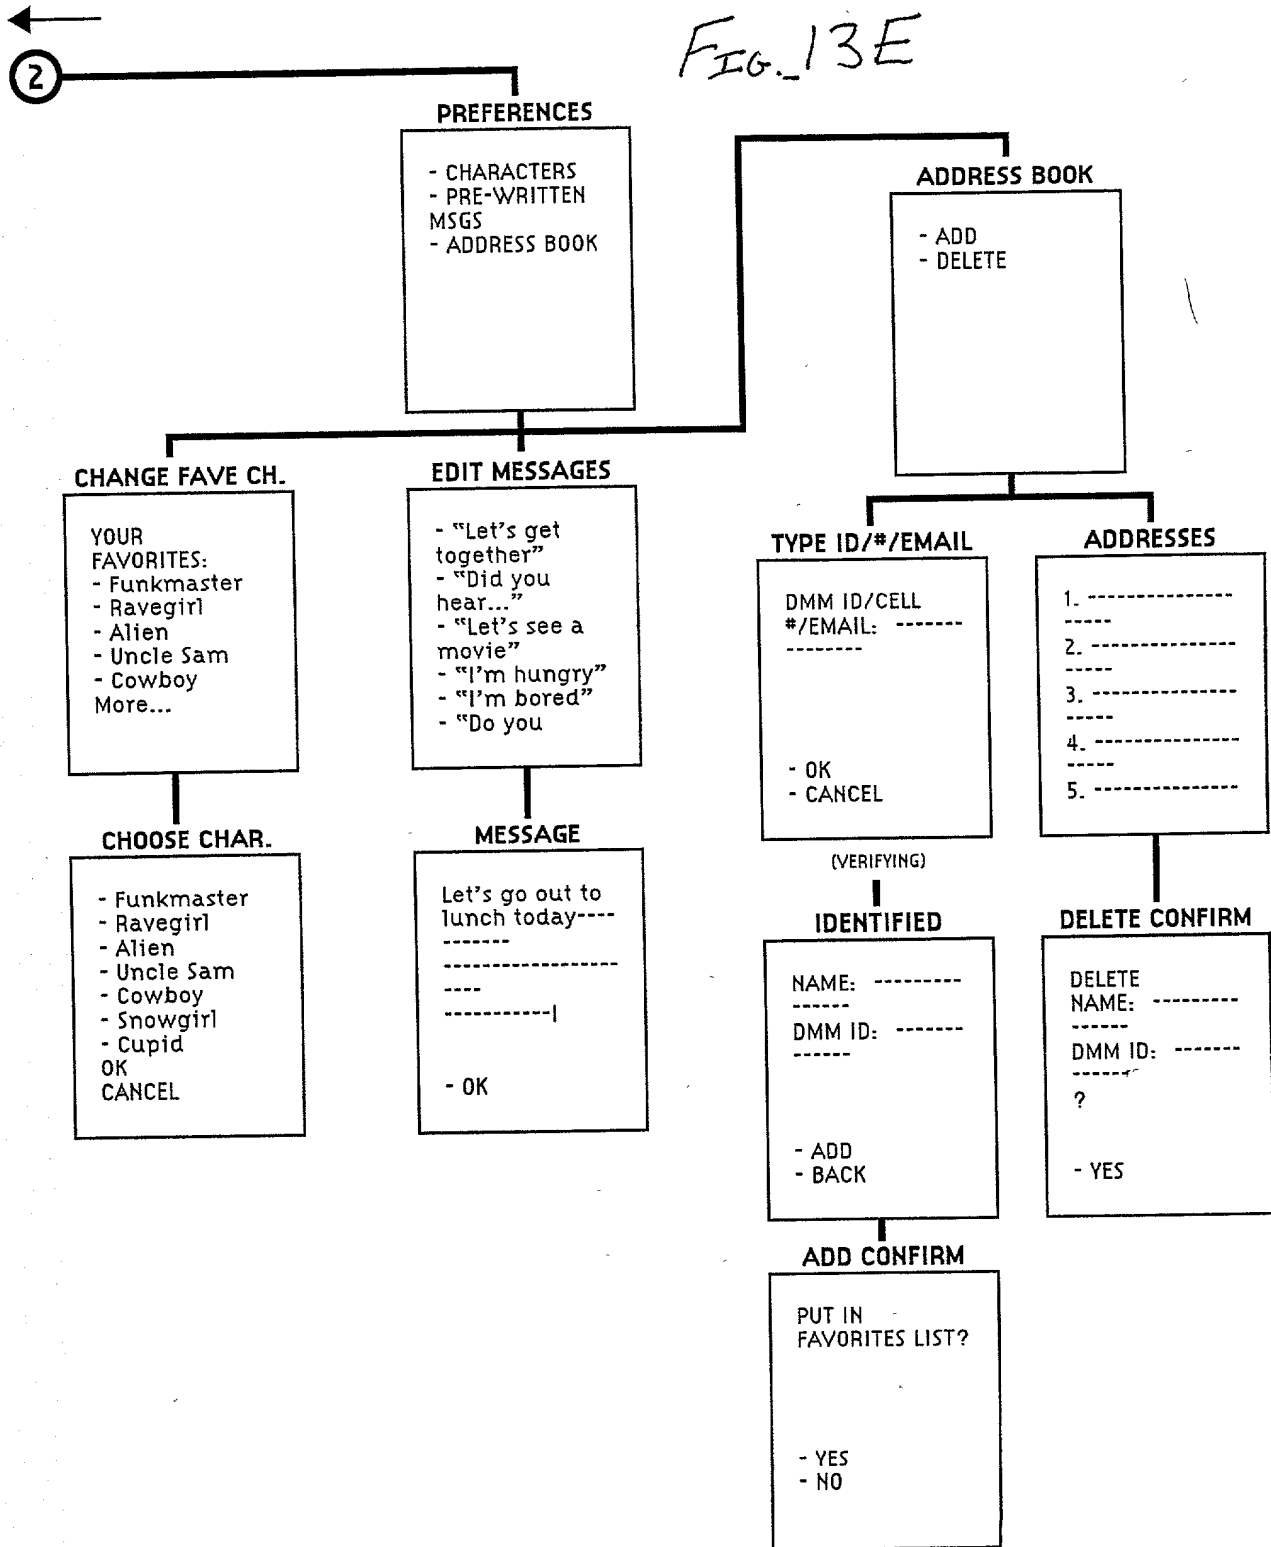 FIG. 13E
2
PREFERENCES
- CHARACTERS
- PRE-WRITTEN
MSGS
- ADDRESS BOOK
ADDRESS BOOK
- ADD
- DELETE
CHANGE FAVE CH.
YOUR
FAVORITES:
- Funkmaster
- Ravegirl
- Alien
- Uncle Sam
- Cowboy
More...
EDIT MESSAGES
- "Let's get
together"
- "Did you
hear..."
- "Let's see a
movie"
- "I'm hungry"
- "I'm bored"
- "Do you
TYPE ID/#/EMAIL
DMM ID/CELL
#/EMAIL: -------
--------
- OK
- CANCEL
(VERIFYING)
ADDRESSES
1. ---------------
-----
2. ---------------
-----
3. ---------------
-----
4. ---------------
-----
5. ---------------
CHOOSE CHAR.
- Funkmaster
- Ravegirl
- Alien
- Uncle Sam
- Cowboy
- Snowgirl
- Cupid
OK
CANCEL
MESSAGE
Let's go out to
lunch today----
-------
------------------
----
-----------|
- OK
IDENTIFIED
NAME: ---------
------
DMM ID: -------
------
- ADD
- BACK
DELETE CONFIRM
DELETE
NAME: ---------
------
DMM ID: -------
-------
?
- YES
ADD CONFIRM
PUT IN
FAVORITES LIST?
- YES
- NO